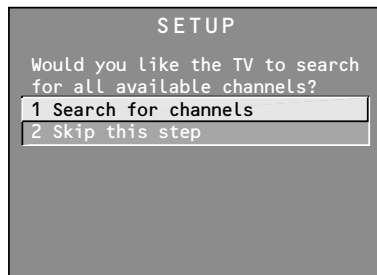 SETUP
Would you like the TV to search
for all available channels?
1 Search for channels
2 Skip this step